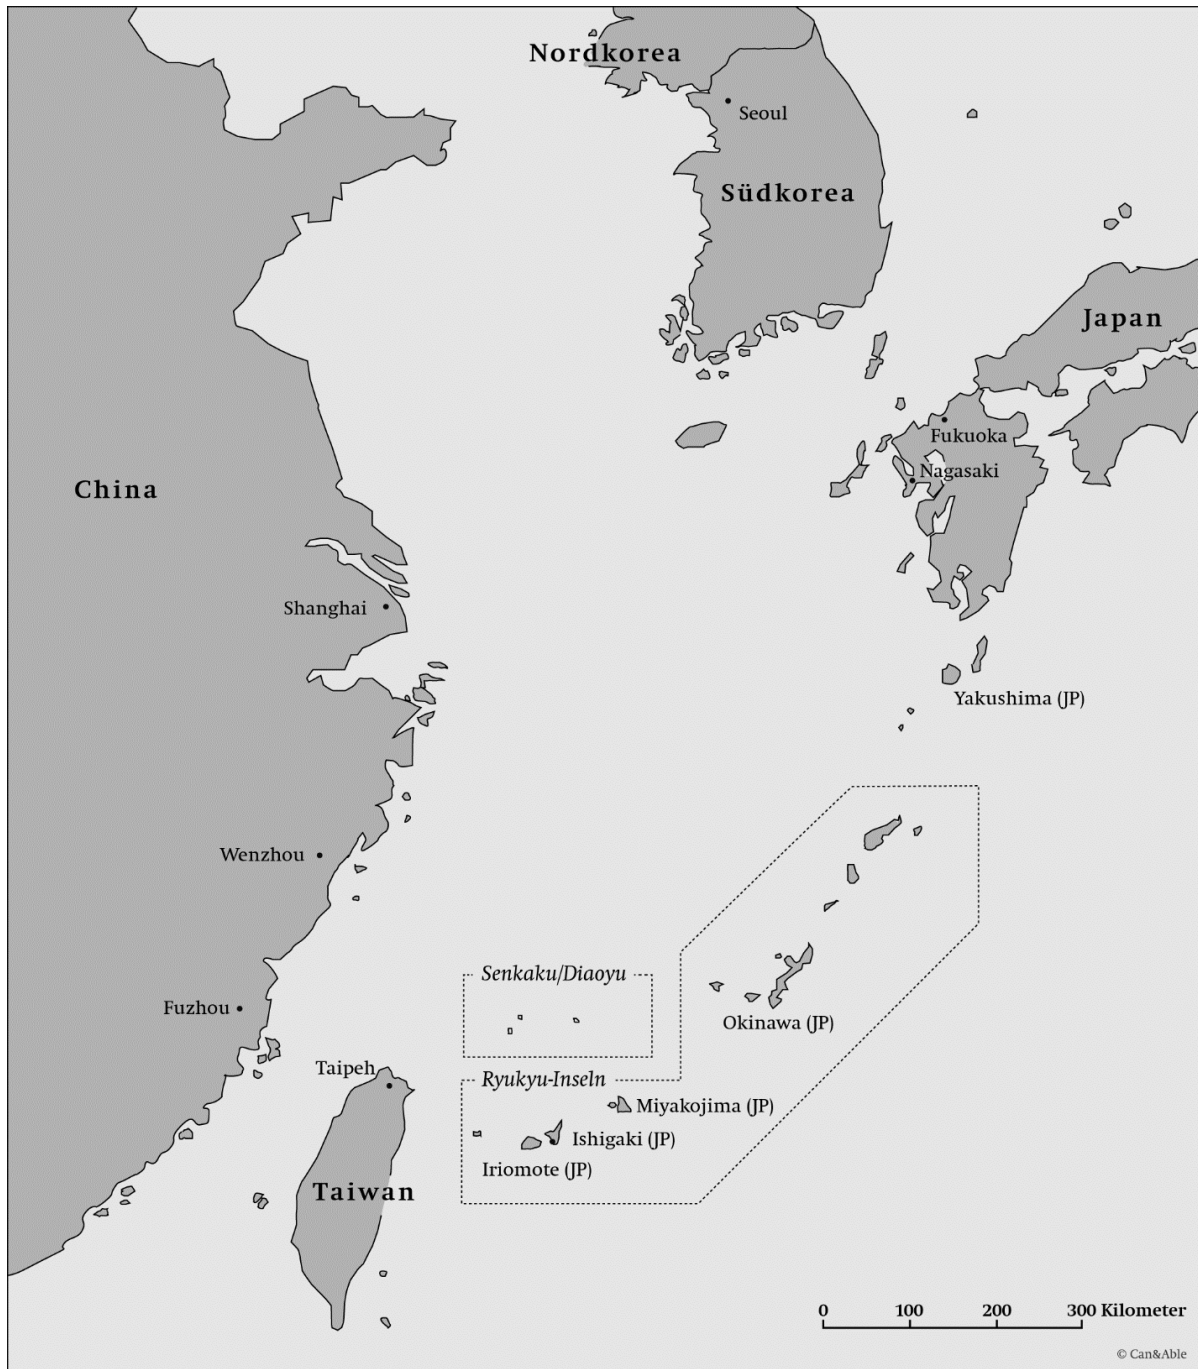 Nordkorea
Seoul
Südkorea
Japan
Fukuoka
Nagasaki
China
Shanghai
Yakushima (JP)
Wenzhou
Senkaku/Diaoyu
Fuzhou
Okinawa (JP)
Taipeh
Ryukyu-Inseln
Miyakojima (JP)
Ishigaki (JP)
Iriomote (JP)
Taiwan
0 100 200 300 Kilometer
© Can&Able